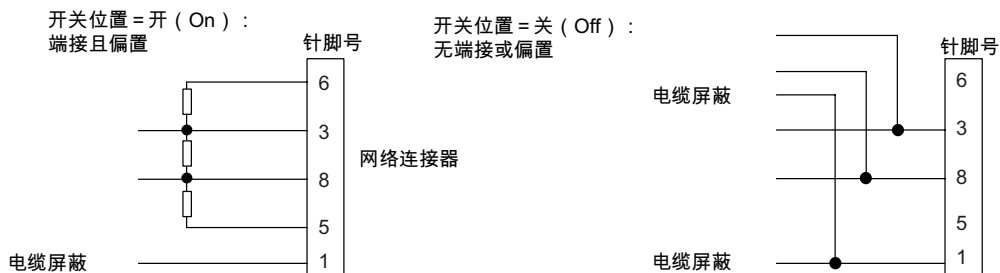 开关位置 = 开（On）：
端接且偏置
针脚号
6
3
8
5
1
网络连接器
电缆屏蔽
开关位置 = 关（Off）：
无端接或偏置
针脚号
电缆屏蔽
6
3
8
5
1
电缆屏蔽